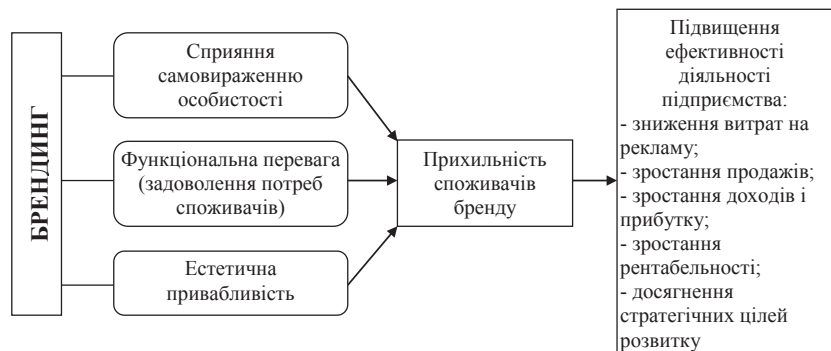 БРЕНДИНГ
Сприяння
самовираженню
особистості
Функціональна перевага
(задоволення потреб
споживачів)
Естетична
привабливість
Прихильність
споживачів
бренду
Підвищення
ефективності
діяльності
підприємства:
- зниження витрат на
рекламу;
- зростання продажів;
- зростання доходів і
прибутку;
- зростання
рентабельності;
- досягнення
стратегічних цілей
розвитку